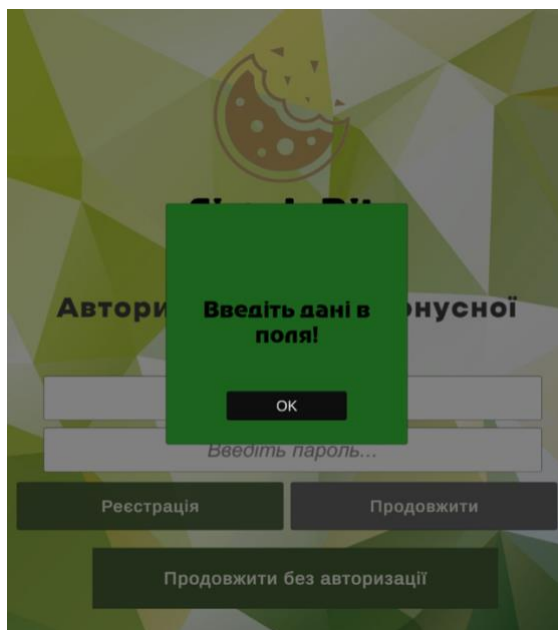 Автори
онусної
Введіть дані в
поля!
OK
Введіть пароль...
Реєстрація
Продовжити
Продовжити без авторизації